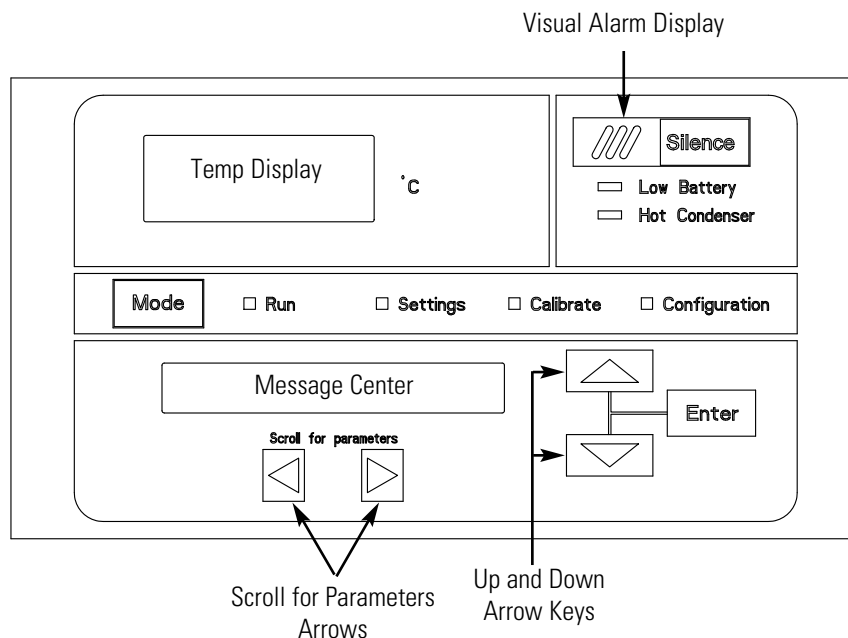 Visual Alarm Display
Temp Display
°C
Silence
Low Battery
Hot Condenser
Mode
Run
Settings
Calibrate
Configuration
Message Center
Enter
Scroll for parameters
Scroll for Parameters
Arrows
Up and Down
Arrow Keys